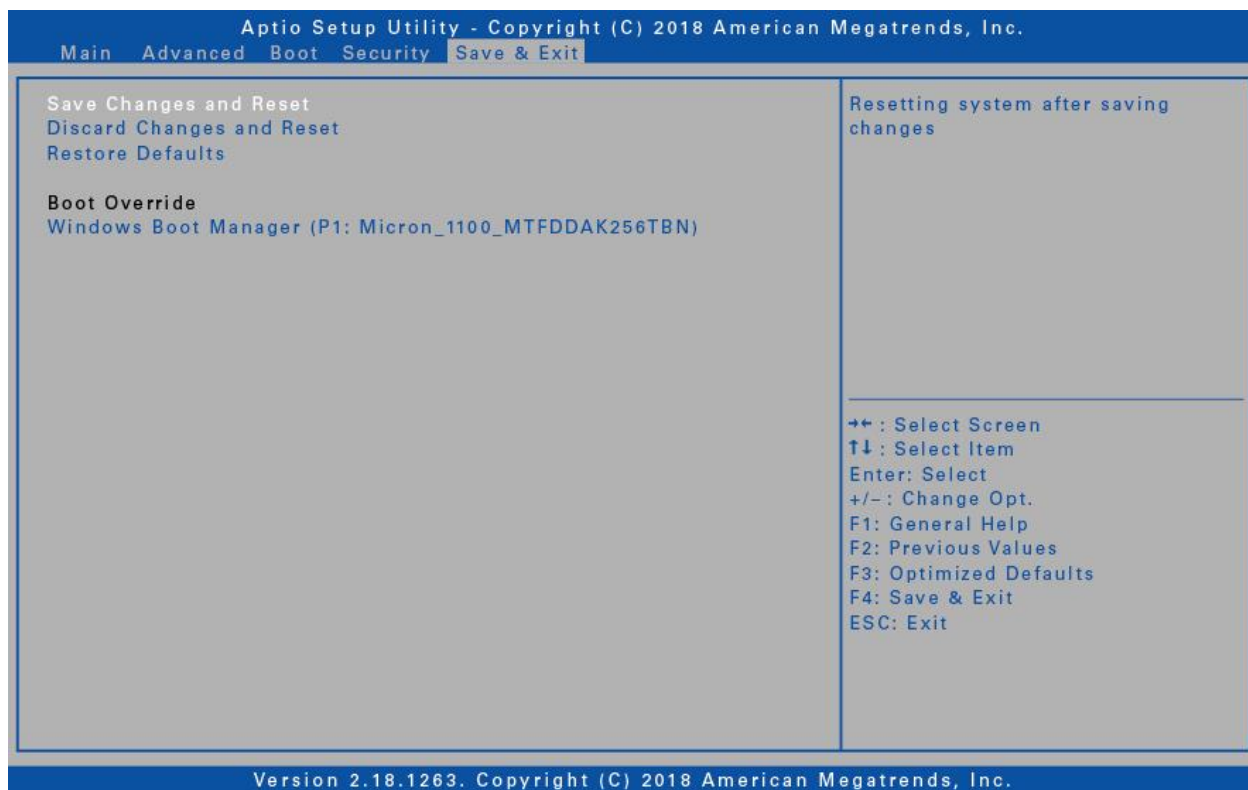 Aptio Setup Utility - Copyright (C) 2018 American Megatrends, Inc.
Main Advanced Boot Security Save & Exit
Save Changes and Reset
Discard Changes and Reset
Restore Defaults
Boot Override
Windows Boot Manager (P1: Micron_1100_MTFDDAK256TBN)
Resetting system after saving
changes
→← : Select Screen
↑↓ : Select Item
Enter: Select
+/– : Change Opt.
F1: General Help
F2: Previous Values
F3: Optimized Defaults
F4: Save & Exit
ESC: Exit
Version 2.18.1263. Copyright (C) 2018 American Megatrends, Inc.